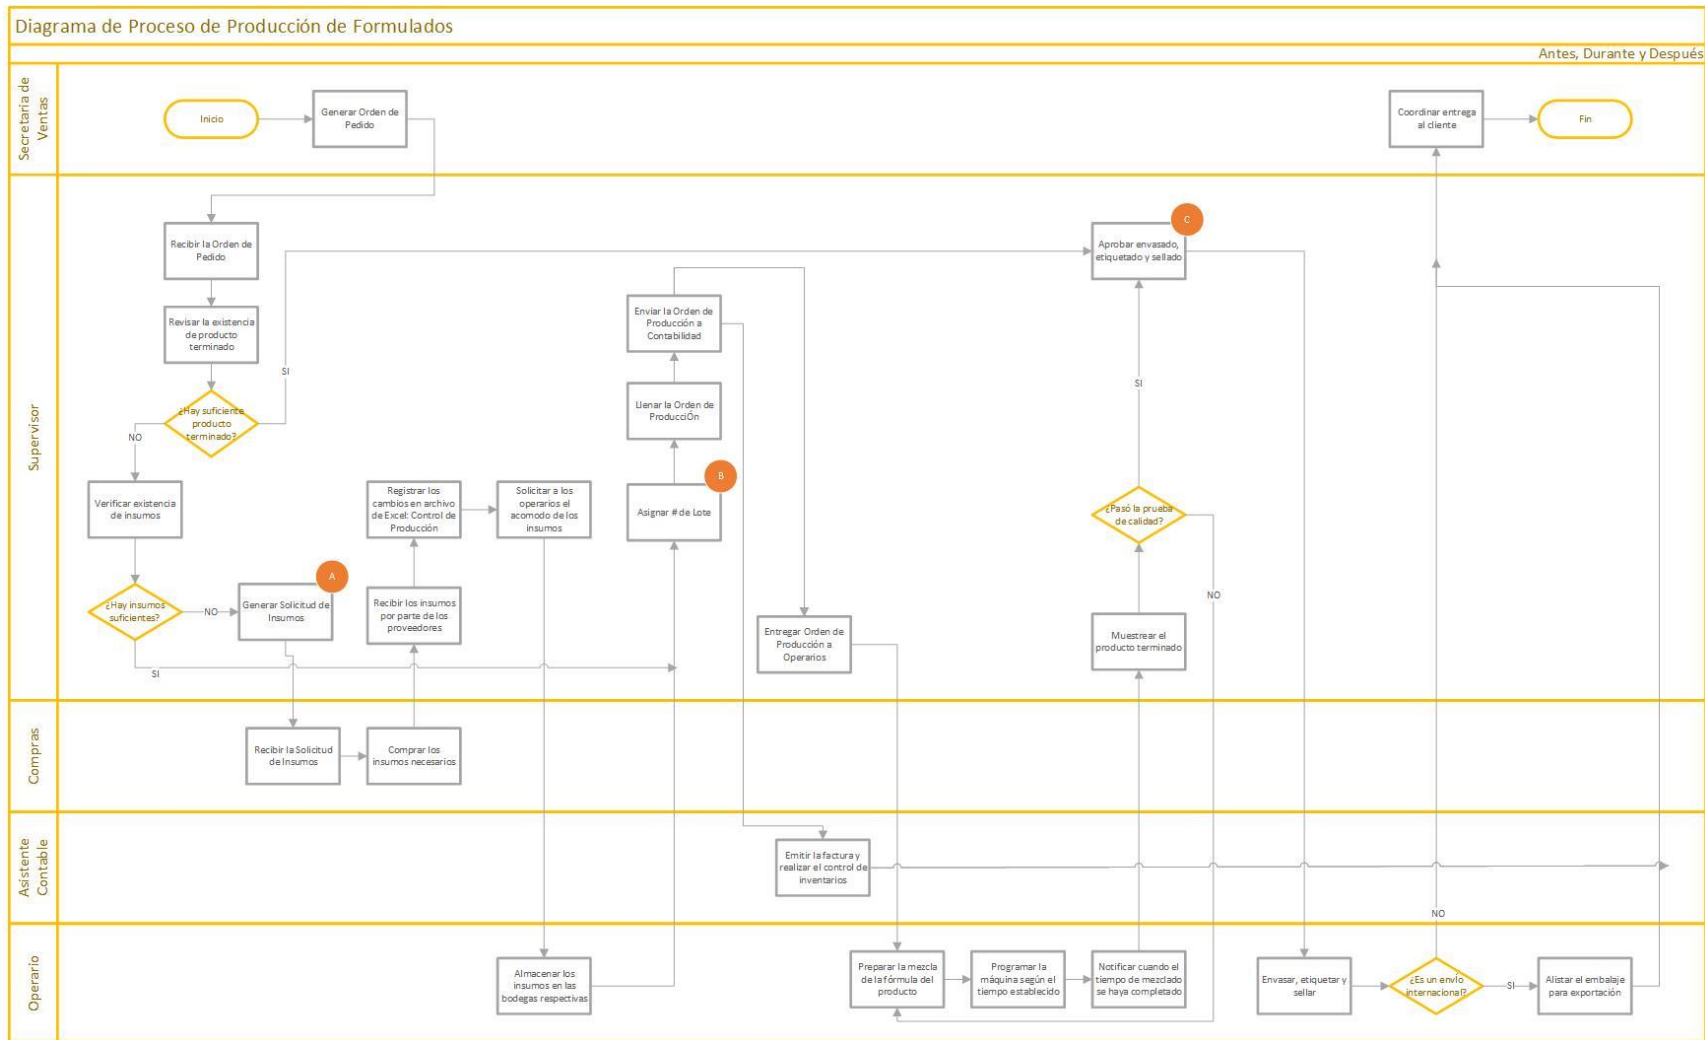 Diagrama de Proceso de Producción de Formulados
Antes, Durante y Después
Secretaria de
Ventas
Inicio
Generar Orden de
Pedido
Coordinar entrega
al cliente
Fin
Supervisor
Recibir la Orden de
Pedido
Revisar la existencia
de producto
terminado
¿Hay suficiente
producto
terminado?
SI
NO
Verificar existencia
de insumos
¿Hay insumos
suficientes?
NO
SI
A
Generar Solicitud de
Insumos
Registrar los
cambios en archivo
de Excel: Control de
Producción
Recibir los insumos
por parte de los
proveedores
Solicitar a los
operarios el
acomodo de los
insumos
Enviar la Orden de
Producción a
Contabilidad
Llenar la Orden de
ProducciÓn
B
Asignar # de Lote
Entregar Orden de
Producción a
Operarios
C
Aprobar envasado,
etiquetado y sellado
SI
¿Pasó la prueba
de calidad?
NO
Muestrear el
producto terminado
Compras
Recibir la Solicitud
de Insumos
Comprar los
insumos necesarios
Asistente
Contable
Emitir la factura y
realizar el control de
inventarios
Operario
Almacenar los
insumos en las
bodegas respectivas
Preparar la mezcla
de la fórmula del
producto
Programar la
máquina según el
tiempo establecido
Notificar cuando el
tiempo de mezclado
se haya completado
Envasar, etiquetar y
sellar
NO
¿Es un envío
internacional?
SI
Alistar el embalaje
para exportación